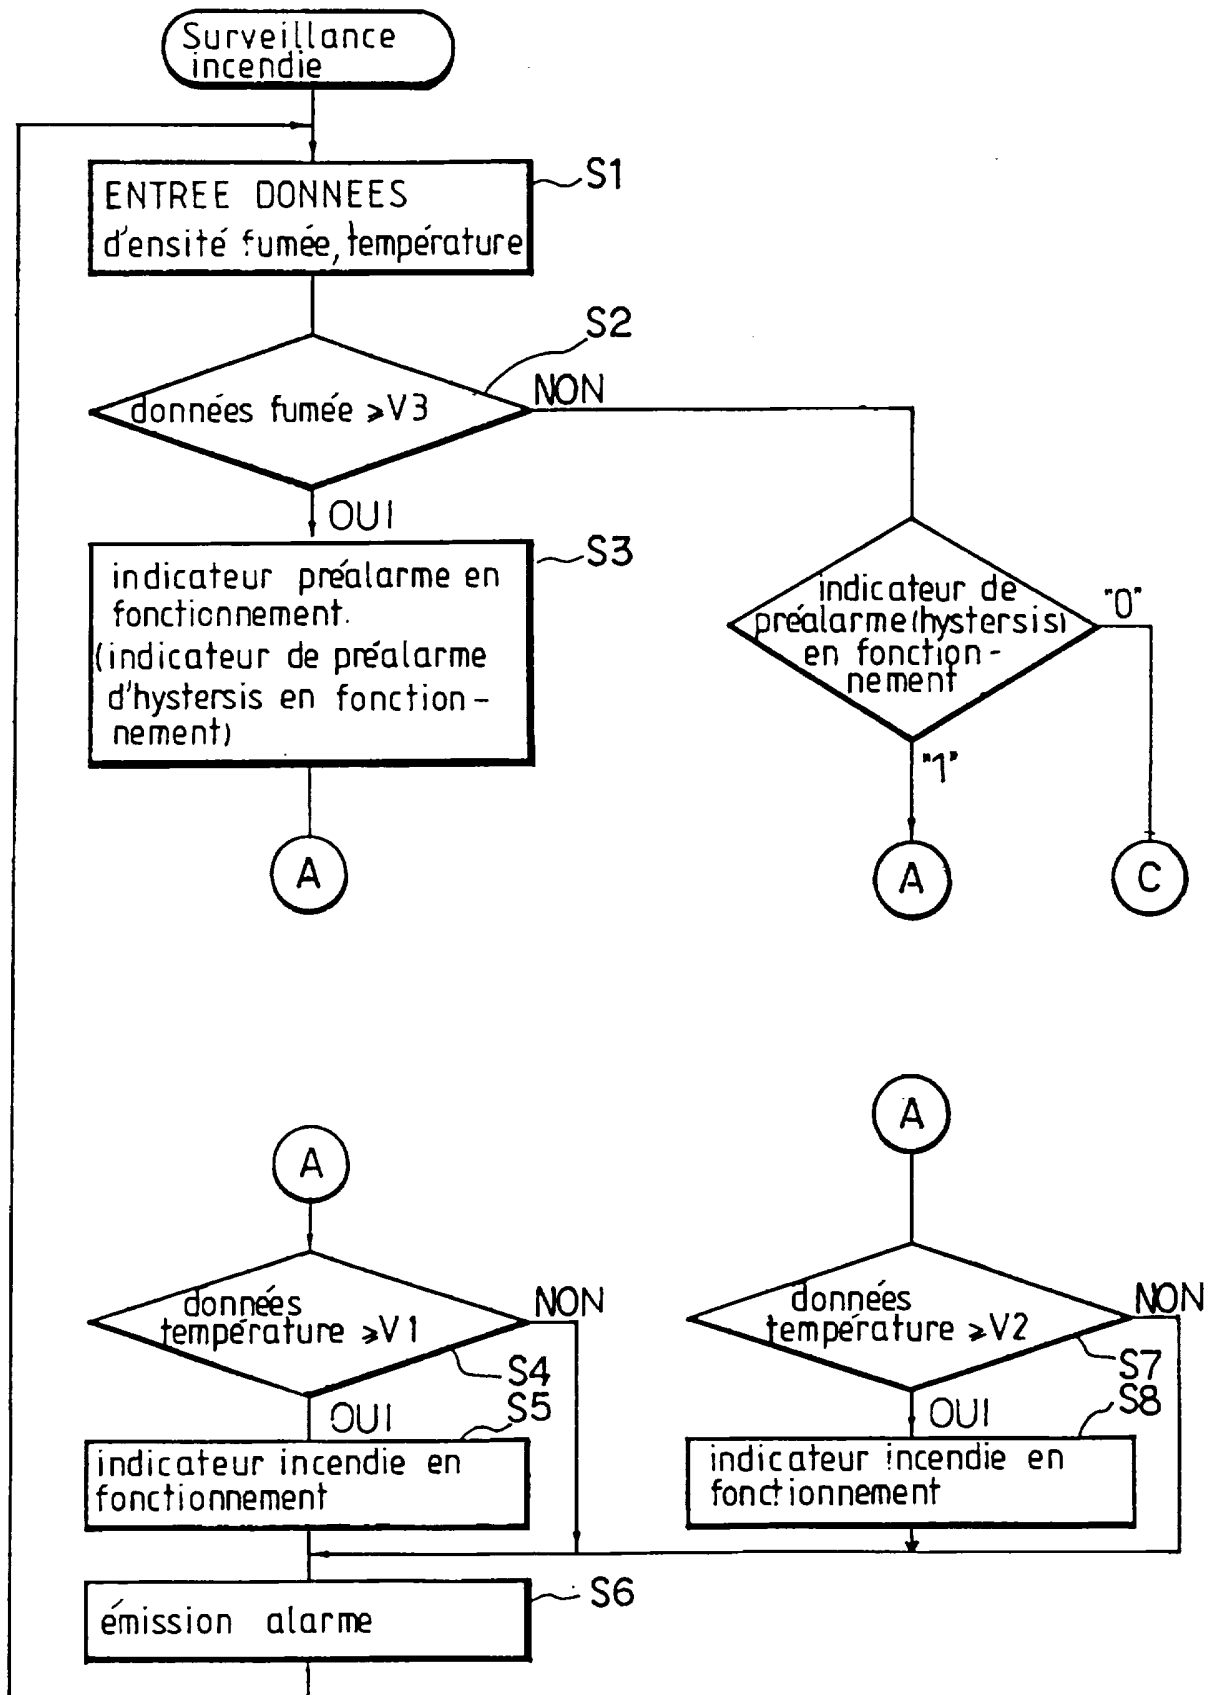 Surveillance
incendie
S1
ENTREE DONNEES
d'ensité fumée, température
S2
données fumée ⩾V3
NON
OUI
S3
indicateur préalarme en
fonctionnement.
(indicateur de préalarme
d'hystersis en fonction-
nement)
indicateur de
préalarme(hystersis)
en fonction-
nement
"0"
"1"
A
A
C
A
A
données
température ⩾V1
NON
S4
OUI
S5
indicateur incendie en
fonctionnement
données
température ⩾V2
NON
S7
OUI
S8
indicateur incendie en
fonctionnement
S6
émission alarme